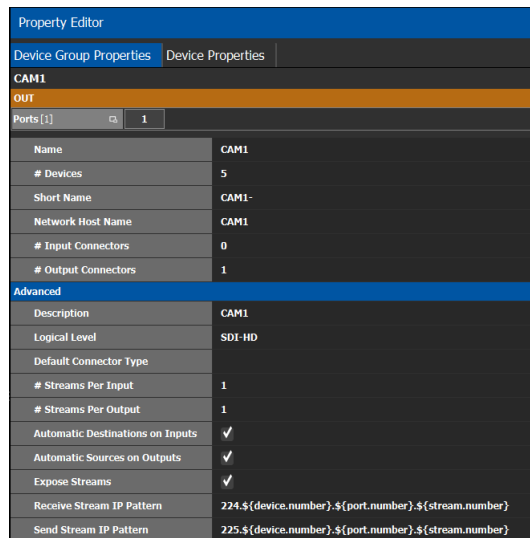 Property Editor
Device Group Properties Device Properties
CAM1
OUT
Ports [1] 1
Name CAM1
# Devices 5
Short Name CAM1-
Network Host Name CAM1
# Input Connectors 0
# Output Connectors 1
Advanced
Description CAM1
Logical Level SDI-HD
Default Connector Type
# Streams Per Input 1
# Streams Per Output 1
Automatic Destinations on Inputs
Automatic Sources on Outputs
Expose Streams
Receive Stream IP Pattern 224.${device.number}.${port.number}.${stream.number}
Send Stream IP Pattern 225.${device.number}.${port.number}.${stream.number}